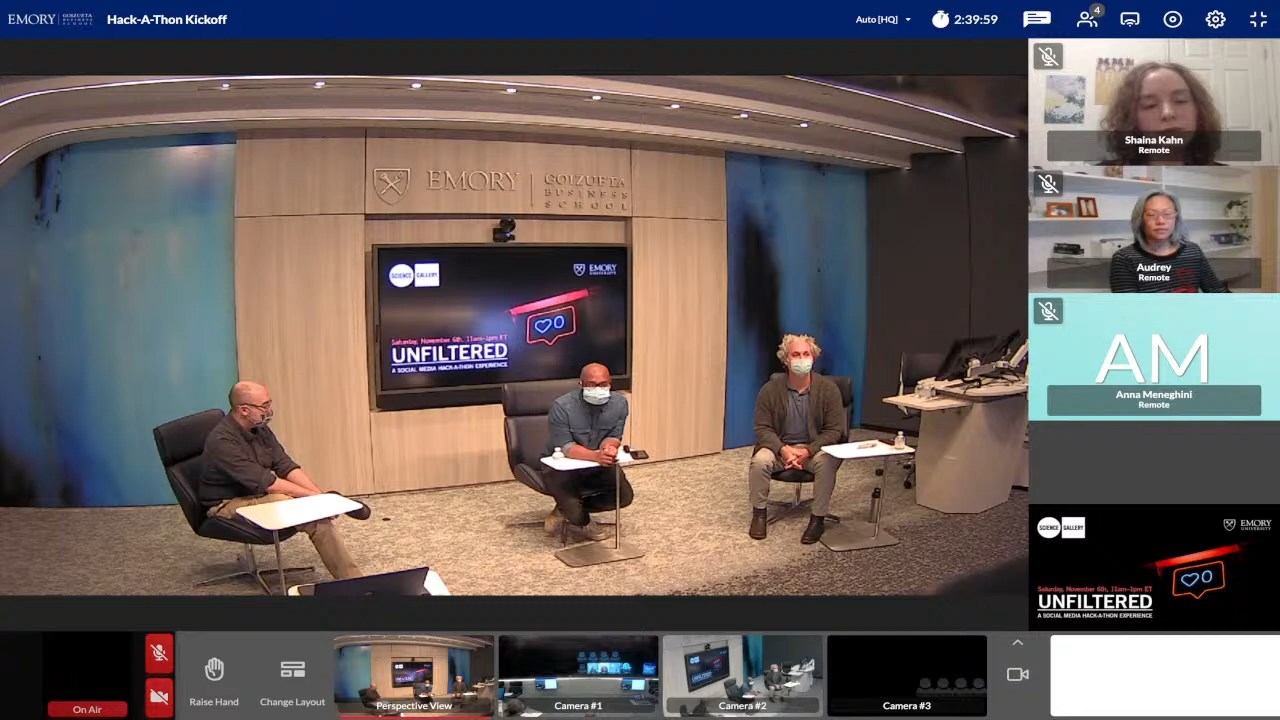 EMORY GOIZUETA BUSINESS SCHOOL
Hack-A-Thon Kickoff
Auto [HQ]
2:39:59
4
EMORY GOIZUETA
BUSINESS
SCHOOL
SCIENCE GALLERY
EMORY
UNIVERSITY
0
Saturday, November 6th, 11am-1pm ET
UNFILTERED
A SOCIAL MEDIA HACK-A-THON EXPERIENCE
Shaina Kahn
Remote
Audrey
Remote
AM
Anna Meneghini
Remote
SCIENCE GALLERY
EMORY
UNIVERSITY
0
Saturday, November 6th, 11am-1pm ET
UNFILTERED
A SOCIAL MEDIA HACK-A-THON EXPERIENCE
On Air
Raise Hand
Change Layout
Perspective View
Camera #1
Camera #2
Camera #3